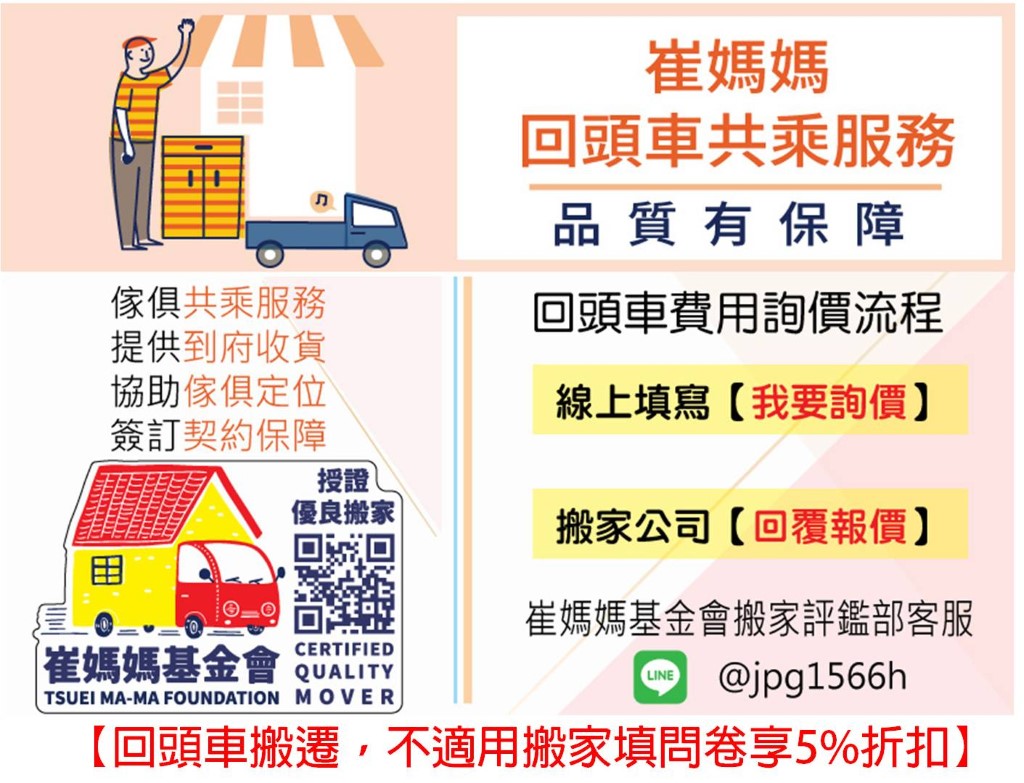 崔媽媽
回頭車共乘服務
品質有保障
傢俱共乘服務
提供到府收貨
協助傢俱定位
簽訂契約保障
授證
優良搬家
崔媽媽基金會
TSUEI MA-MA FOUNDATION
CERTIFIED
QUALITY
MOVER
回頭車費用詢價流程
線上填寫【我要詢價】
搬家公司【回覆報價】
崔媽媽基金會搬家評鑑部客服
LINE @jpg1566h
【回頭車搬遷，不適用搬家填問卷享5%折扣】